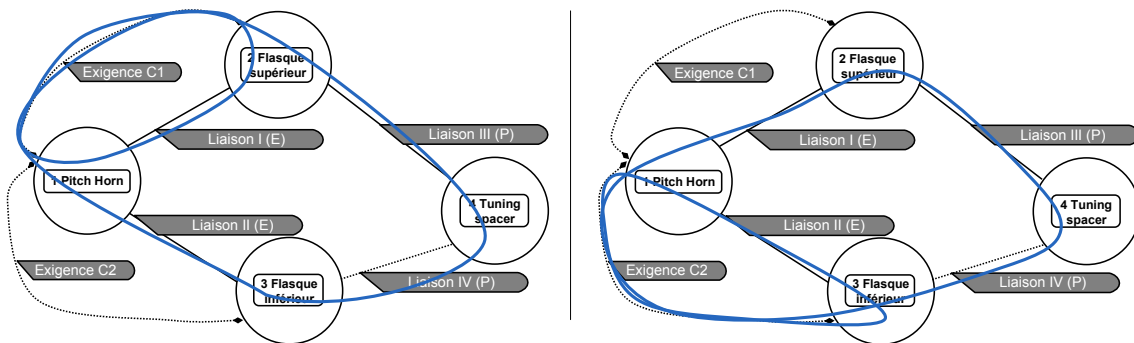 2 Flasque
supérieur
Exigence C1
Liaison I (E)
Liaison III (P)
1 Pitch Horn
4 Tuning
spacer
Liaison II (E)
Exigence C2
3 Flasque
inférieur
Liaison IV (P)
2 Flasque
supérieur
Exigence C1
Liaison I (E)
Liaison III (P)
1 Pitch Horn
4 Tuning
spacer
Liaison II (E)
Exigence C2
3 Flasque
inférieur
Liaison IV (P)